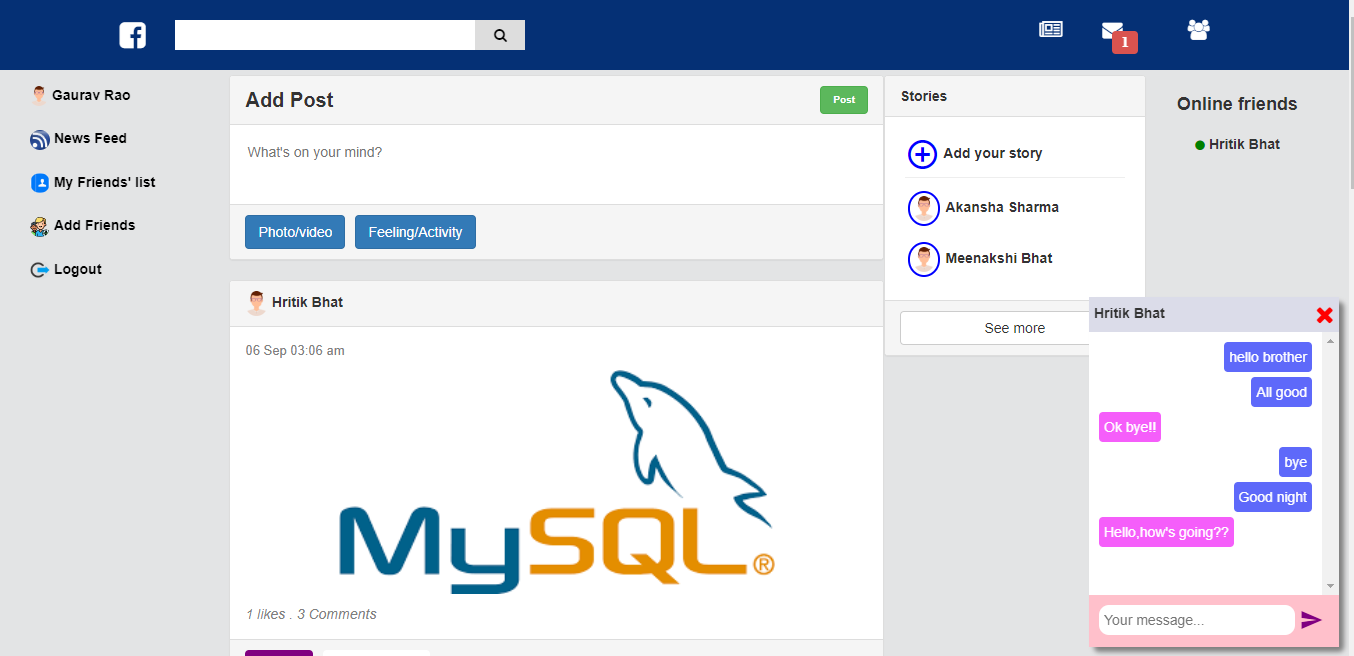 1
Gaurav Rao
News Feed
My Friends' list
Add Friends
Logout
Add Post
Post
What's on your mind?
Photo/video
Feeling/Activity
Hritik Bhat
06 Sep 03:06 am
MySQL®
1 likes . 3 Comments
Stories
Add your story
Akansha Sharma
Meenakshi Bhat
See more
Online friends
Hritik Bhat
Hritik Bhat
hello brother
All good
Ok bye!!
bye
Good night
Hello,how's going??
Your message...